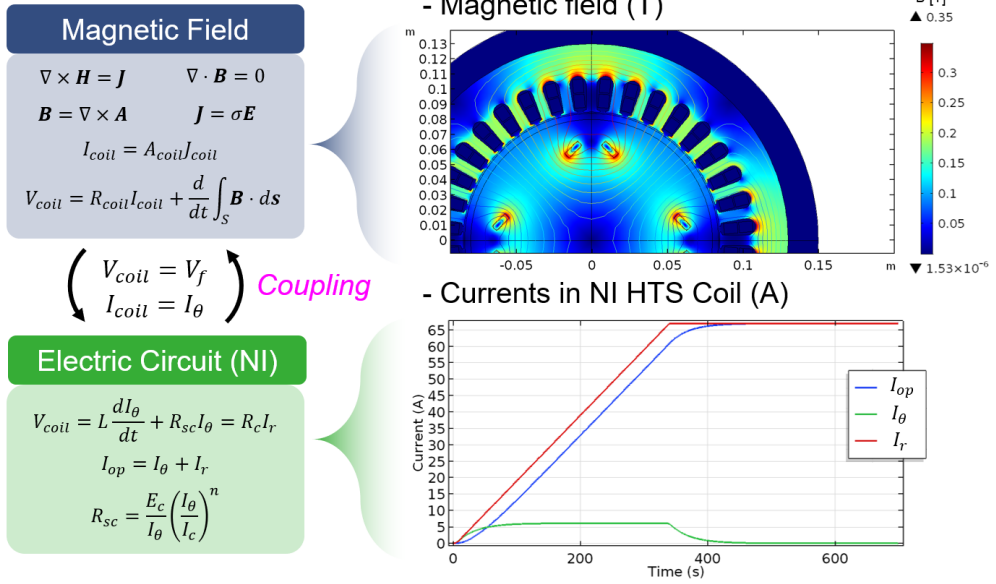 Magnetic Field
∇ × H = J
∇ ⋅ B = 0
B = ∇ × A
J = σE
I_coil = A_coil J_coil
V_coil = R_coil I_coil + d/dt ∫_S B ⋅ ds
V_coil = V_f
I_coil = I_θ
Coupling
Electric Circuit (NI)
V_coil = L dI_θ/dt + R_sc I_θ = R_c I_r
I_op = I_θ + I_r
R_sc = E_c/I_θ (I_θ/I_c)^n
- Magnetic field (T)
m
0.13
0.12
0.11
0.1
0.09
0.08
0.07
0.06
0.05
0.04
0.03
0.02
0.01
0
-0.05
0
0.05
0.1
0.15
m
▲ 0.35
0.3
0.25
0.2
0.15
0.1
0.05
▼ 1.53×10⁻⁶
- Currents in NI HTS Coil (A)
Current (A)
65
60
55
50
45
40
35
30
25
20
15
10
5
0
0
200
400
600
Time (s)
I_op
I_θ
I_r